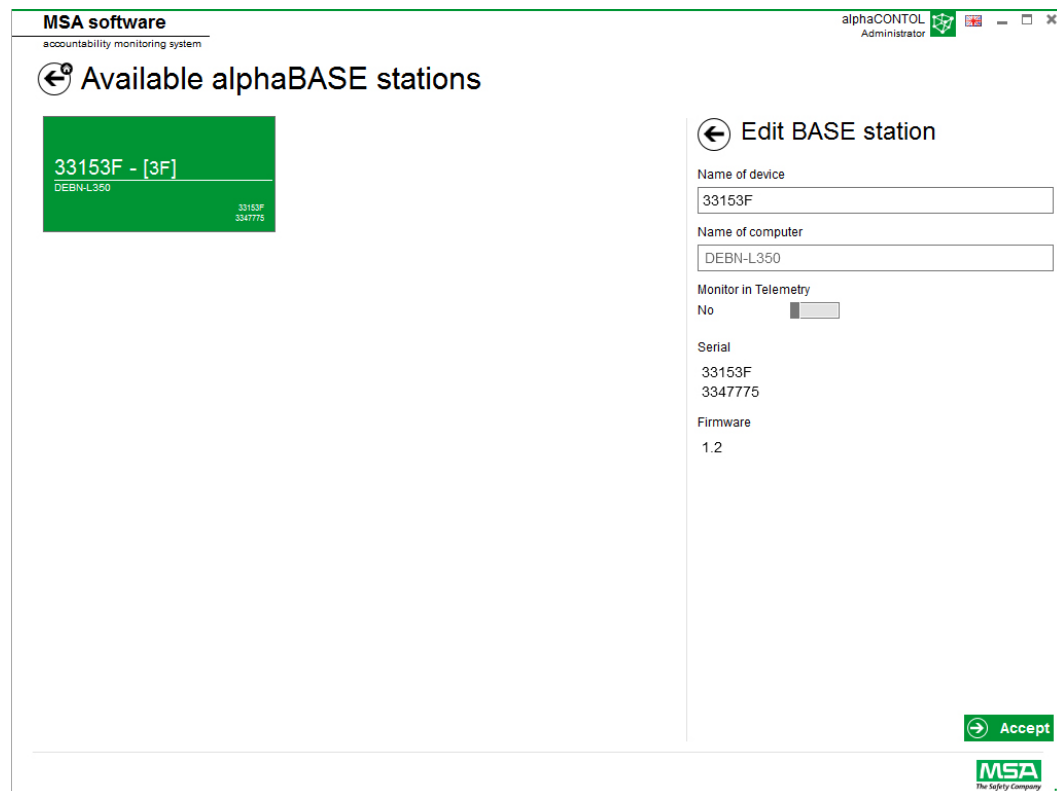 MSA software
accountability monitoring system
alphaCONTOL
Administrator
Available alphaBASE stations
33153F - [3F]
DEBN-L350
33153F
3347775
Edit BASE station
Name of device
33153F
Name of computer
DEBN-L350
Monitor in Telemetry
No
Serial
33153F
3347775
Firmware
1.2
Accept
MSA
The Safety Company